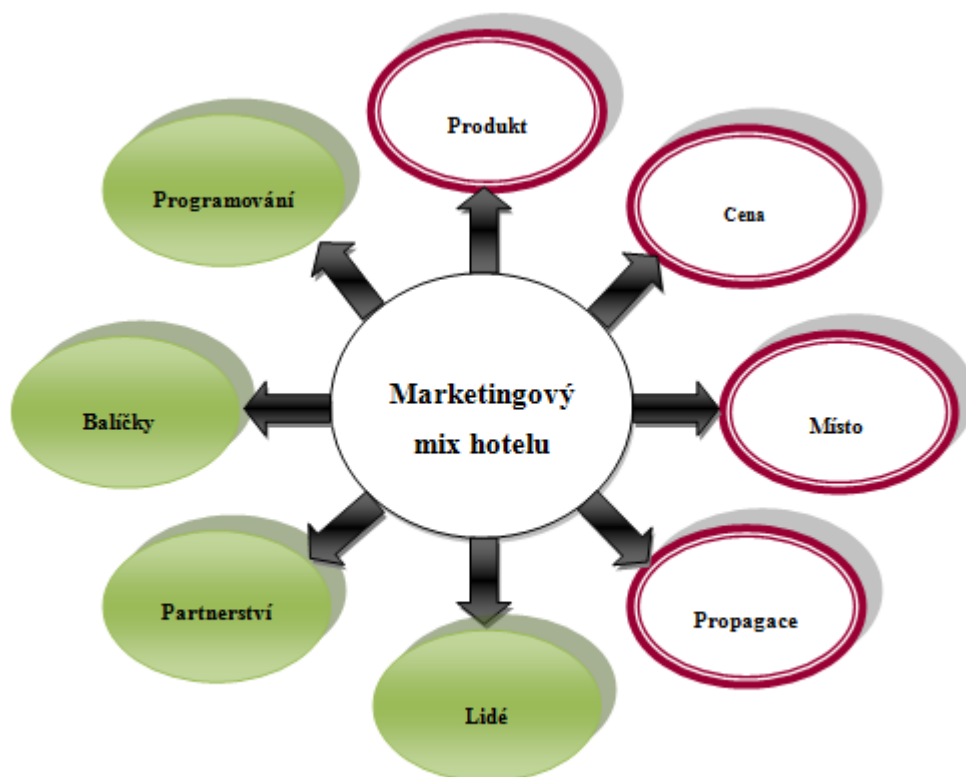 Produkt
Programování
Cena
Marketingový
mix hotelu
Balíčky
Místo
Partnerství
Propagace
Lidé